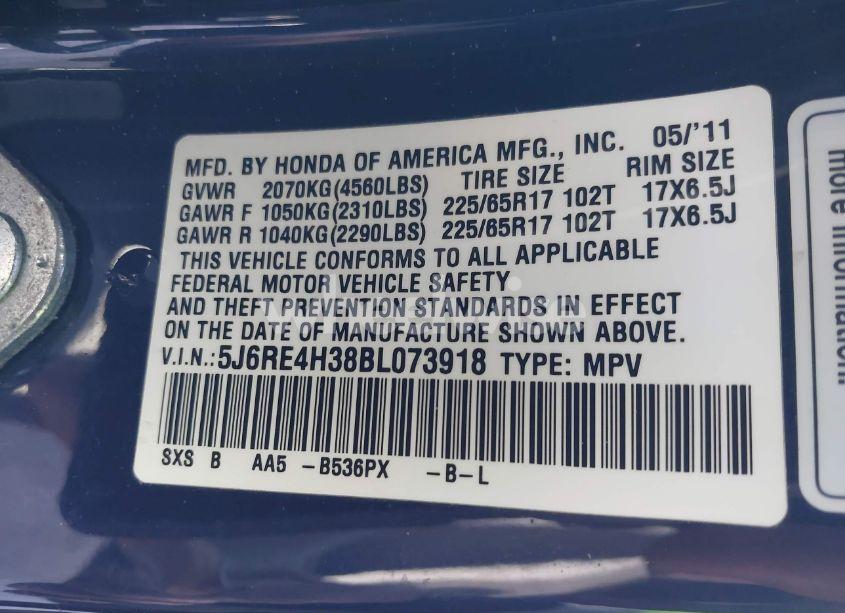 MFD. BY HONDA OF AMERICA MFG., INC. 05/'11
GVWR 2070KG(4560LBS) TIRE SIZE RIM SIZE
GAWR F 1050KG(2310LBS) 225/65R17 102T 17X6.5J
GAWR R 1040KG(2290LBS) 225/65R17 102T 17X6.5J
THIS VEHICLE CONFORMS TO ALL APPLICABLE
FEDERAL MOTOR VEHICLE SAFETY
AND THEFT PREVENTION STANDARDS IN EFFECT
ON THE DATE OF MANUFACTURE SHOWN ABOVE.
V.I.N.:5J6RE4H38BL073918 TYPE: MPV
SXS B AA5 -B536PX -B-L
more information.